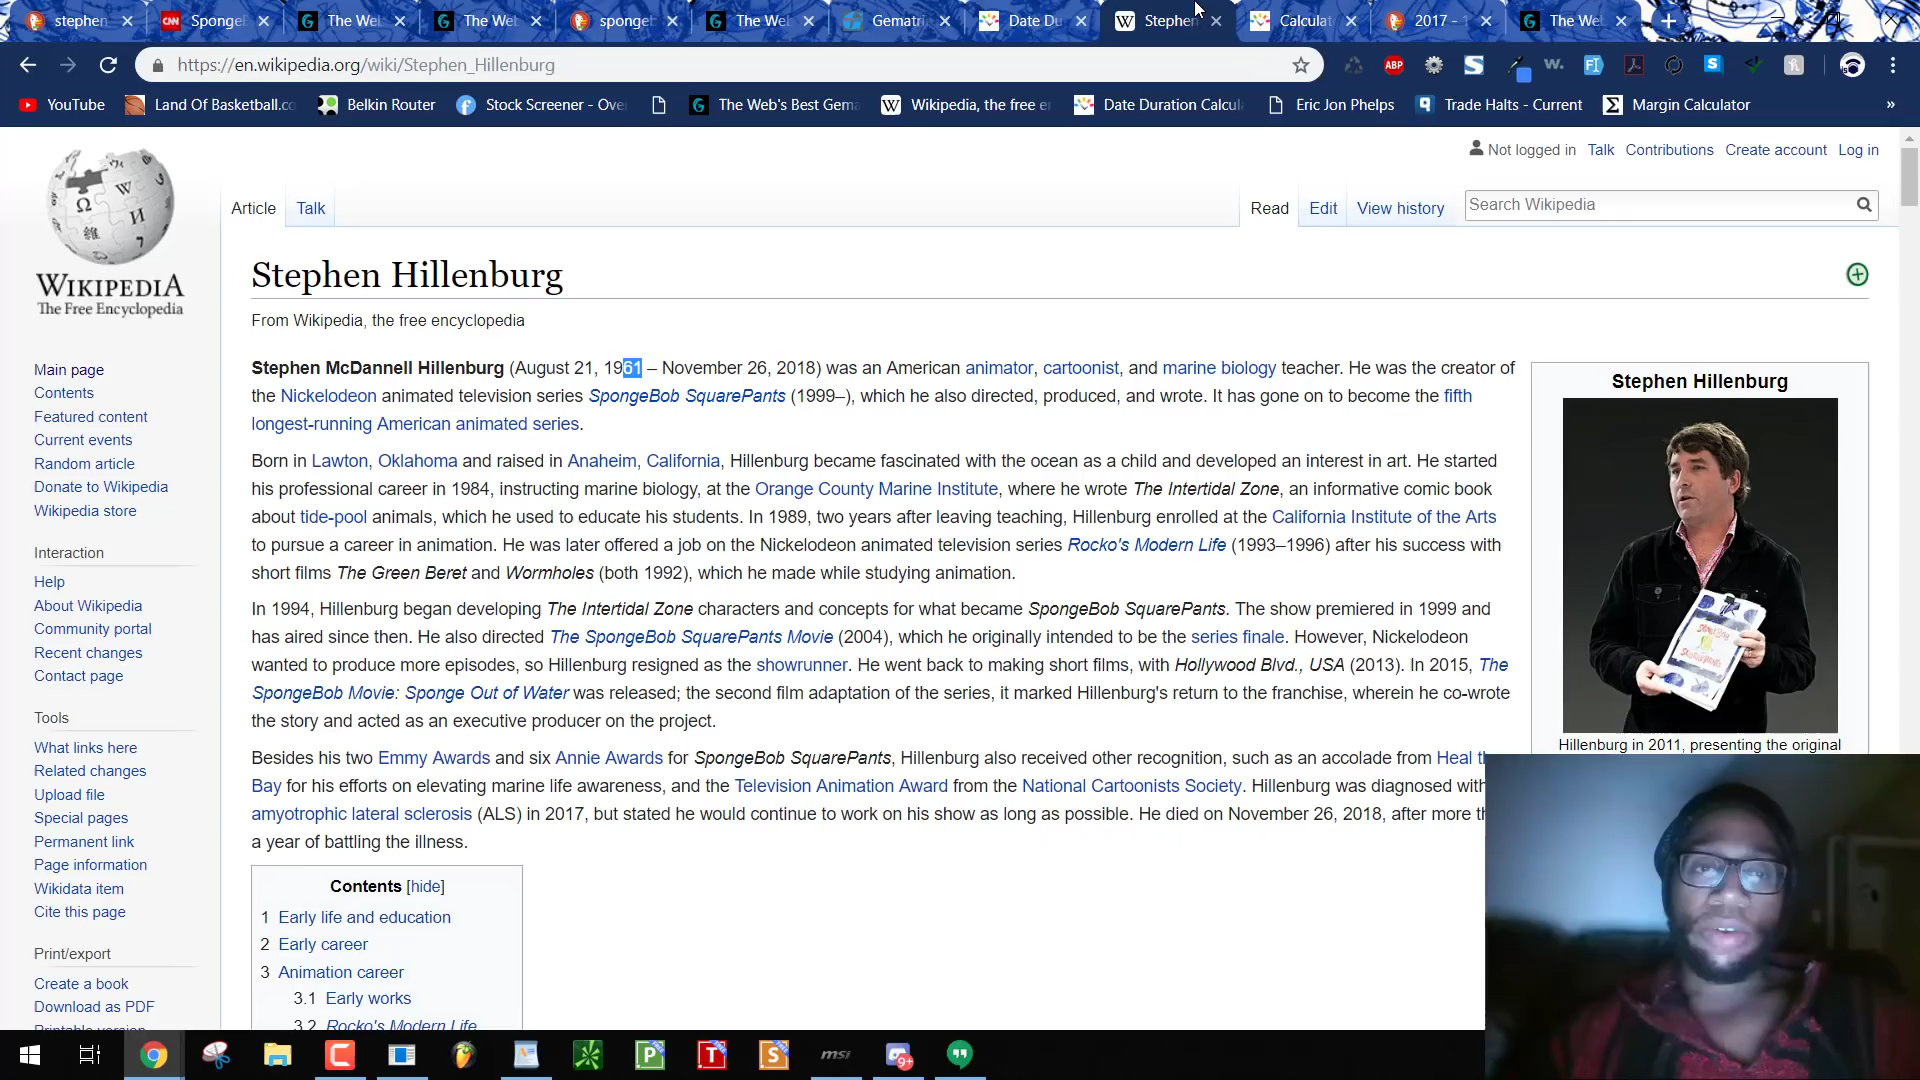 stephen
CNN Sponge
G The Wel
G The Wel
sponge
G The Wel
Gematri
Date Du
W Stephen
Calculat
2017 - 1
G The We
https://en.wikipedia.org/wiki/Stephen_Hillenburg
ABP
YouTube
Land Of Basketball.co
Belkin Router
Stock Screener - Ove
The Web's Best Gema
Wikipedia, the free e
Date Duration Calcul
Eric Jon Phelps
Trade Halts - Current
Margin Calculator
»
Not logged in Talk Contributions Create account Log in
Article Talk
Read Edit View history
Search Wikipedia
WIKIPEDIA
The Free Encyclopedia
Main page
Contents
Featured content
Current events
Random article
Donate to Wikipedia
Wikipedia store
Interaction
Help
About Wikipedia
Community portal
Recent changes
Contact page
Tools
What links here
Related changes
Upload file
Special pages
Permanent link
Page information
Wikidata item
Cite this page
Print/export
Create a book
Download as PDF
Printable version
Stephen Hillenburg
From Wikipedia, the free encyclopedia
Stephen McDannell Hillenburg (August 21, 1961 – November 26, 2018) was an American animator, cartoonist, and marine biology teacher. He was the creator of
the Nickelodeon animated television series SpongeBob SquarePants (1999–), which he also directed, produced, and wrote. It has gone on to become the fifth
longest-running American animated series.
Born in Lawton, Oklahoma and raised in Anaheim, California, Hillenburg became fascinated with the ocean as a child and developed an interest in art. He started
his professional career in 1984, instructing marine biology, at the Orange County Marine Institute, where he wrote The Intertidal Zone, an informative comic book
about tide-pool animals, which he used to educate his students. In 1989, two years after leaving teaching, Hillenburg enrolled at the California Institute of the Arts
to pursue a career in animation. He was later offered a job on the Nickelodeon animated television series Rocko's Modern Life (1993–1996) after his success with
short films The Green Beret and Wormholes (both 1992), which he made while studying animation.
In 1994, Hillenburg began developing The Intertidal Zone characters and concepts for what became SpongeBob SquarePants. The show premiered in 1999 and
has aired since then. He also directed The SpongeBob SquarePants Movie (2004), which he originally intended to be the series finale. However, Nickelodeon
wanted to produce more episodes, so Hillenburg resigned as the showrunner. He went back to making short films, with Hollywood Blvd., USA (2013). In 2015, The
SpongeBob Movie: Sponge Out of Water was released; the second film adaptation of the series, it marked Hillenburg's return to the franchise, wherein he co-wrote
the story and acted as an executive producer on the project.
Besides his two Emmy Awards and six Annie Awards for SpongeBob SquarePants, Hillenburg also received other recognition, such as an accolade from Heal th
Bay for his efforts on elevating marine life awareness, and the Television Animation Award from the National Cartoonists Society. Hillenburg was diagnosed with
amyotrophic lateral sclerosis (ALS) in 2017, but stated he would continue to work on his show as long as possible. He died on November 26, 2018, after more th
a year of battling the illness.
Contents [hide]
1 Early life and education
2 Early career
3 Animation career
3.1 Early works
3.2 Rocko's Modern Life
Stephen Hillenburg
Hillenburg in 2011, presenting the original
P
T
S
msi
9+